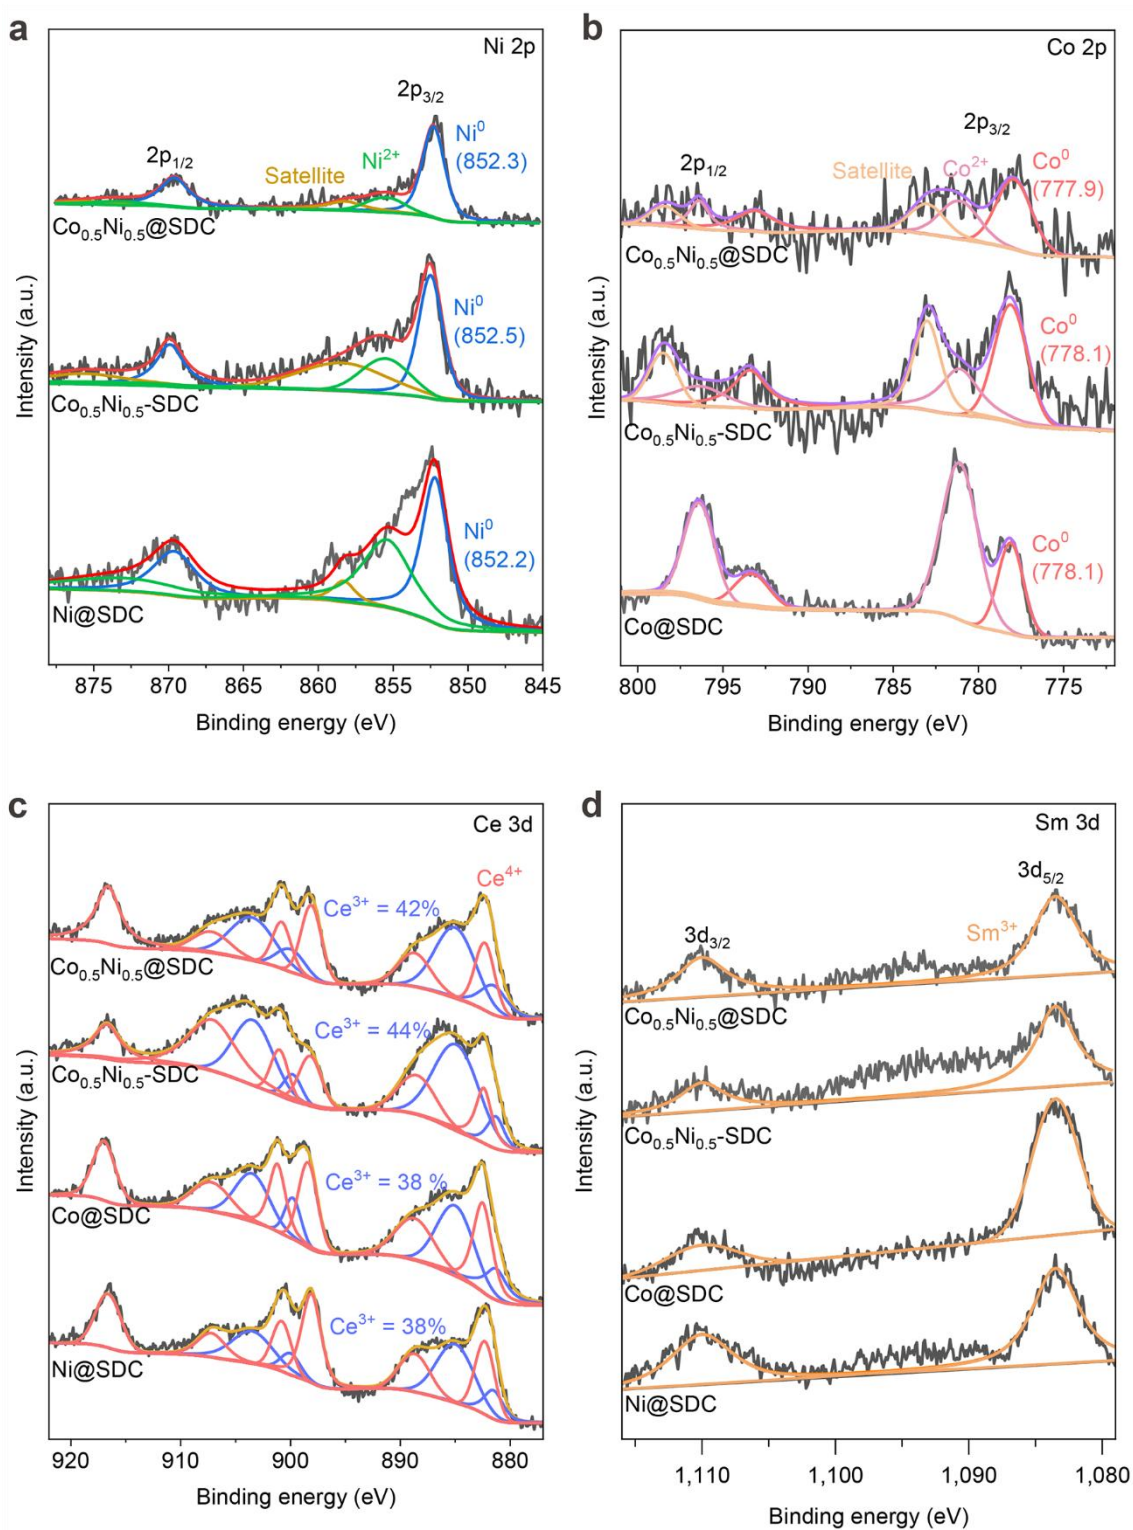 a
Ni 2p
2p3/2
2p1/2
Ni0
(852.3)
Ni2+
Satellite
Co0.5Ni0.5@SDC
Ni0
(852.5)
Co0.5Ni0.5-SDC
Ni0
(852.2)
Ni@SDC
Intensity (a.u.)
875 870 865 860 855 850 845
Binding energy (eV)
b
Co 2p
2p3/2
2p1/2
Satellite
Co2+
Co0
(777.9)
Co0.5Ni0.5@SDC
Co0
(778.1)
Co0.5Ni0.5-SDC
Co0
(778.1)
Co@SDC
Intensity (a.u.)
800 795 790 785 780 775
Binding energy (eV)
c
Ce 3d
Ce4+
Ce3+ = 42%
Co0.5Ni0.5@SDC
Ce3+ = 44%
Co0.5Ni0.5-SDC
Ce3+ = 38 %
Co@SDC
Ce3+ = 38%
Ni@SDC
Intensity (a.u.)
920 910 900 890 880
Binding energy (eV)
d
Sm 3d
3d5/2
3d3/2
Sm3+
Co0.5Ni0.5@SDC
Co0.5Ni0.5-SDC
Co@SDC
Ni@SDC
Intensity (a.u.)
1,110 1,100 1,090 1,080
Binding energy (eV)